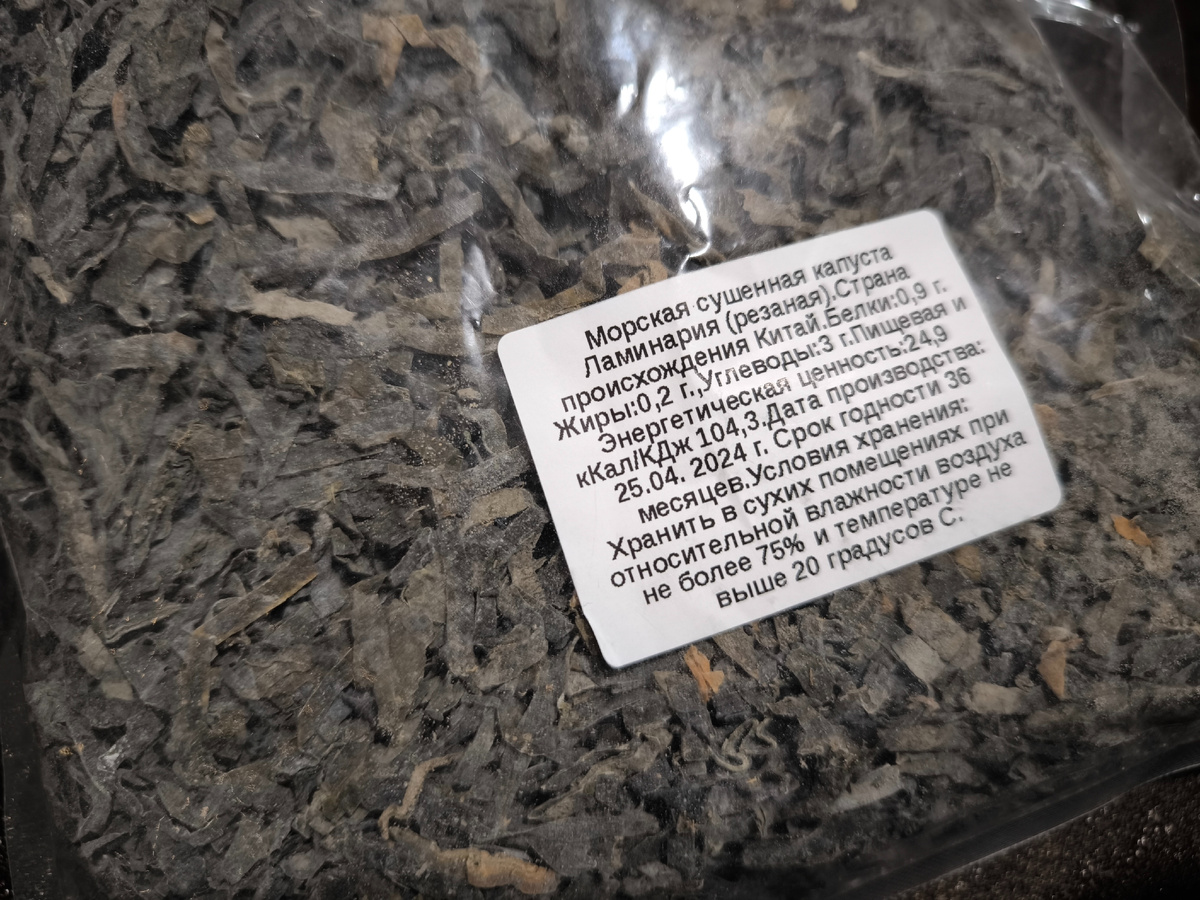 Морская сушенная капуста
Ламинария (резаная).Страна
происхождения Китай.Белки:0,9 г.
Жиры:0,2 г.,Углеводы:3 г.Пищевая и
Энергетическая ценность:24,9
кКал/КДж 104,3.Дата производства:
25.04. 2024 г. Срок годности 36
месяцев.Условия хранения:
Хранить в сухих помещениях при
относительной влажности воздуха
не более 75% и температуре не
выше 20 градусов С.